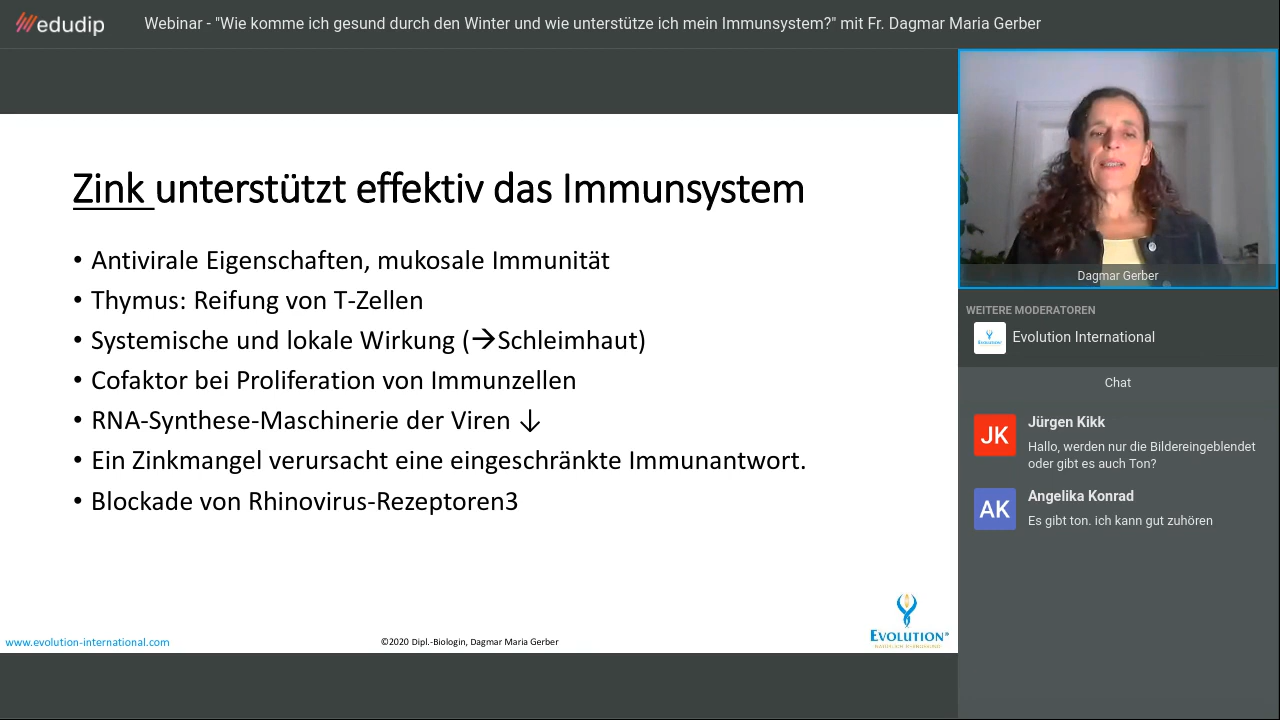 edudip
Webinar - "Wie komme ich gesund durch den Winter und wie unterstütze ich mein Immunsystem?" mit Fr. Dagmar Maria Gerber
Zink unterstützt effektiv das Immunsystem
• Antivirale Eigenschaften, mukosale Immunität
• Thymus: Reifung von T-Zellen
• Systemische und lokale Wirkung (→Schleimhaut)
• Cofaktor bei Proliferation von Immunzellen
• RNA-Synthese-Maschinerie der Viren ↓
• Ein Zinkmangel verursacht eine eingeschränkte Immunantwort.
• Blockade von Rhinovirus-Rezeptoren3
www.evolution-international.com
©2020 Dipl.-Biologin, Dagmar Maria Gerber
EVOLUTION®
Dagmar Gerber
WEITERE MODERATOREN
Evolution International
Chat
JK
Jürgen Kikk
Hallo, werden nur die Bildereingeblendet
oder gibt es auch Ton?
AK
Angelika Konrad
Es gibt ton. ich kann gut zuhören